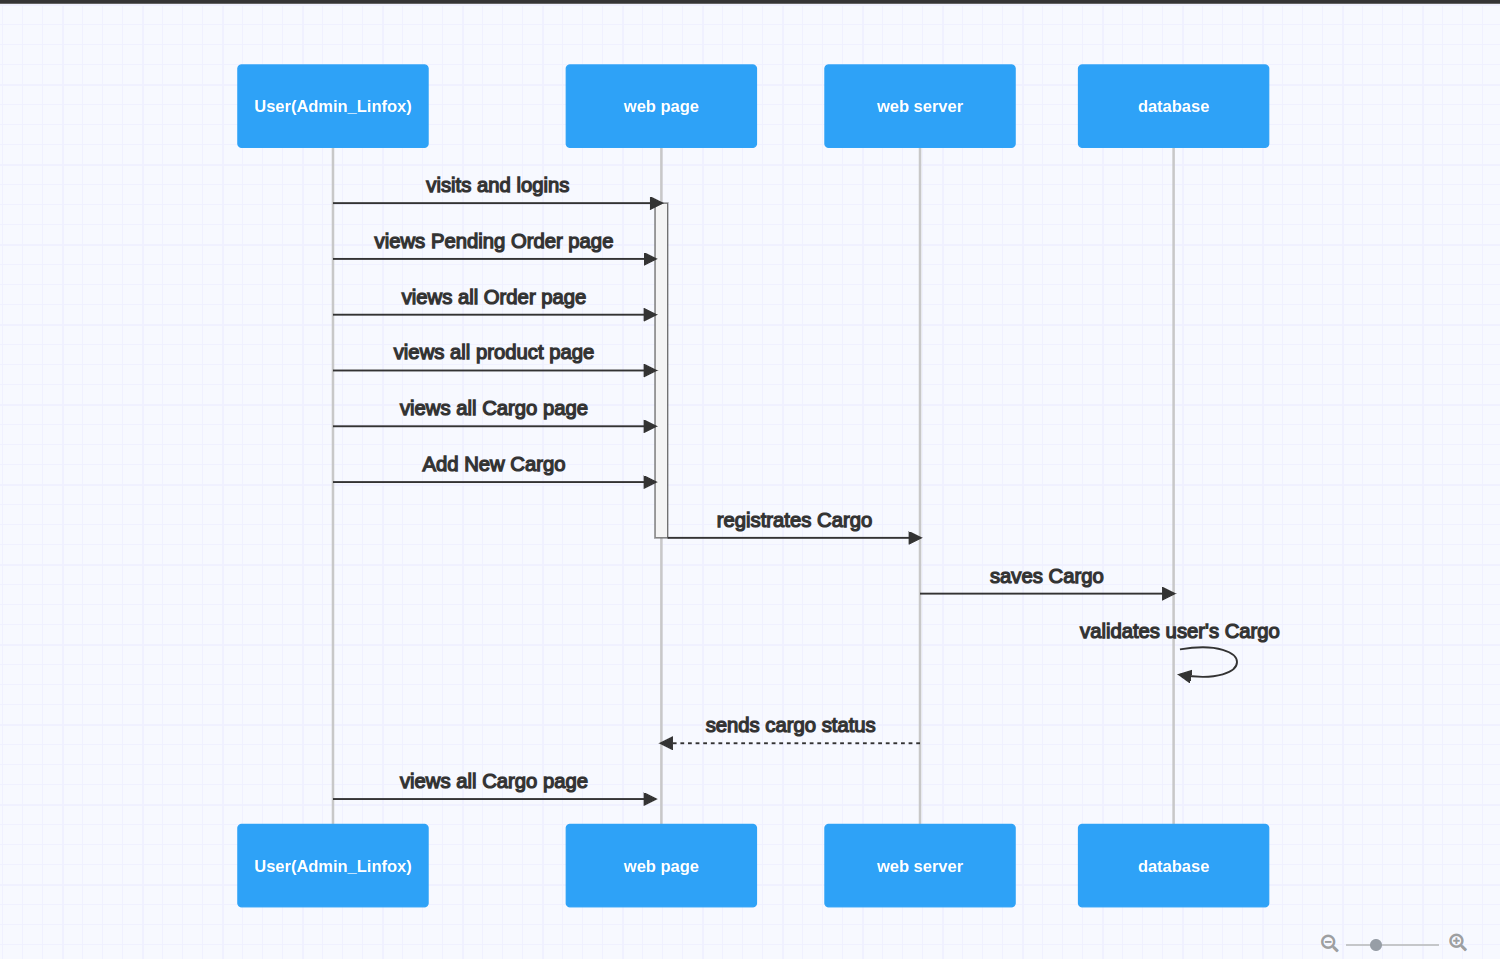 User(Admin_Linfox)
web page
web server
database
visits and logins
views Pending Order page
views all Order page
views all product page
views all Cargo page
Add New Cargo
registrates Cargo
saves Cargo
validates user's Cargo
sends cargo status
views all Cargo page
User(Admin_Linfox)
web page
web server
database